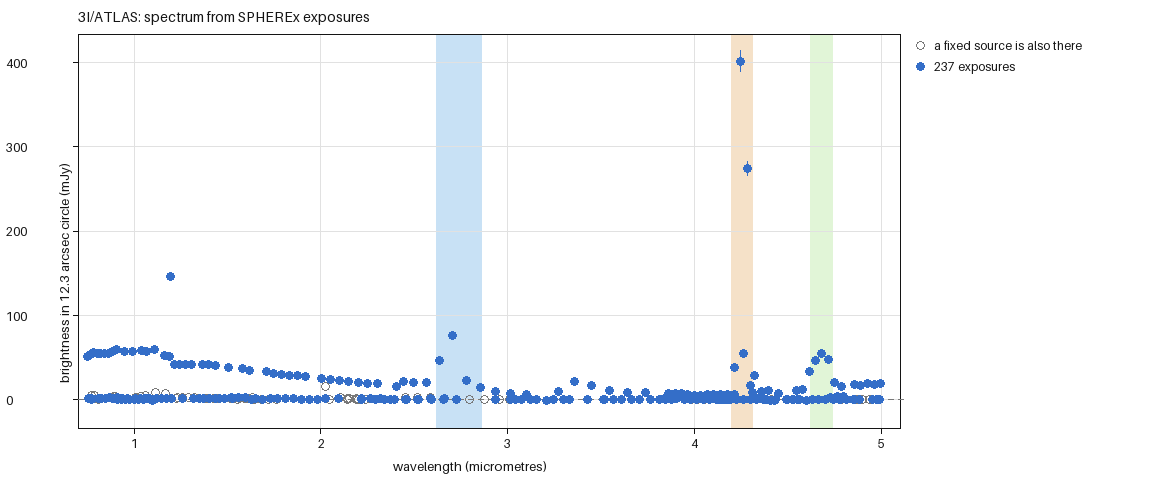 3I/ATLAS: spectrum from SPHEREx exposures
a fixed source is also there
237 exposures
brightness in 12.3 arcsec circle (mJy)
400
300
200
100
0
1 2 3 4 5
wavelength (micrometres)